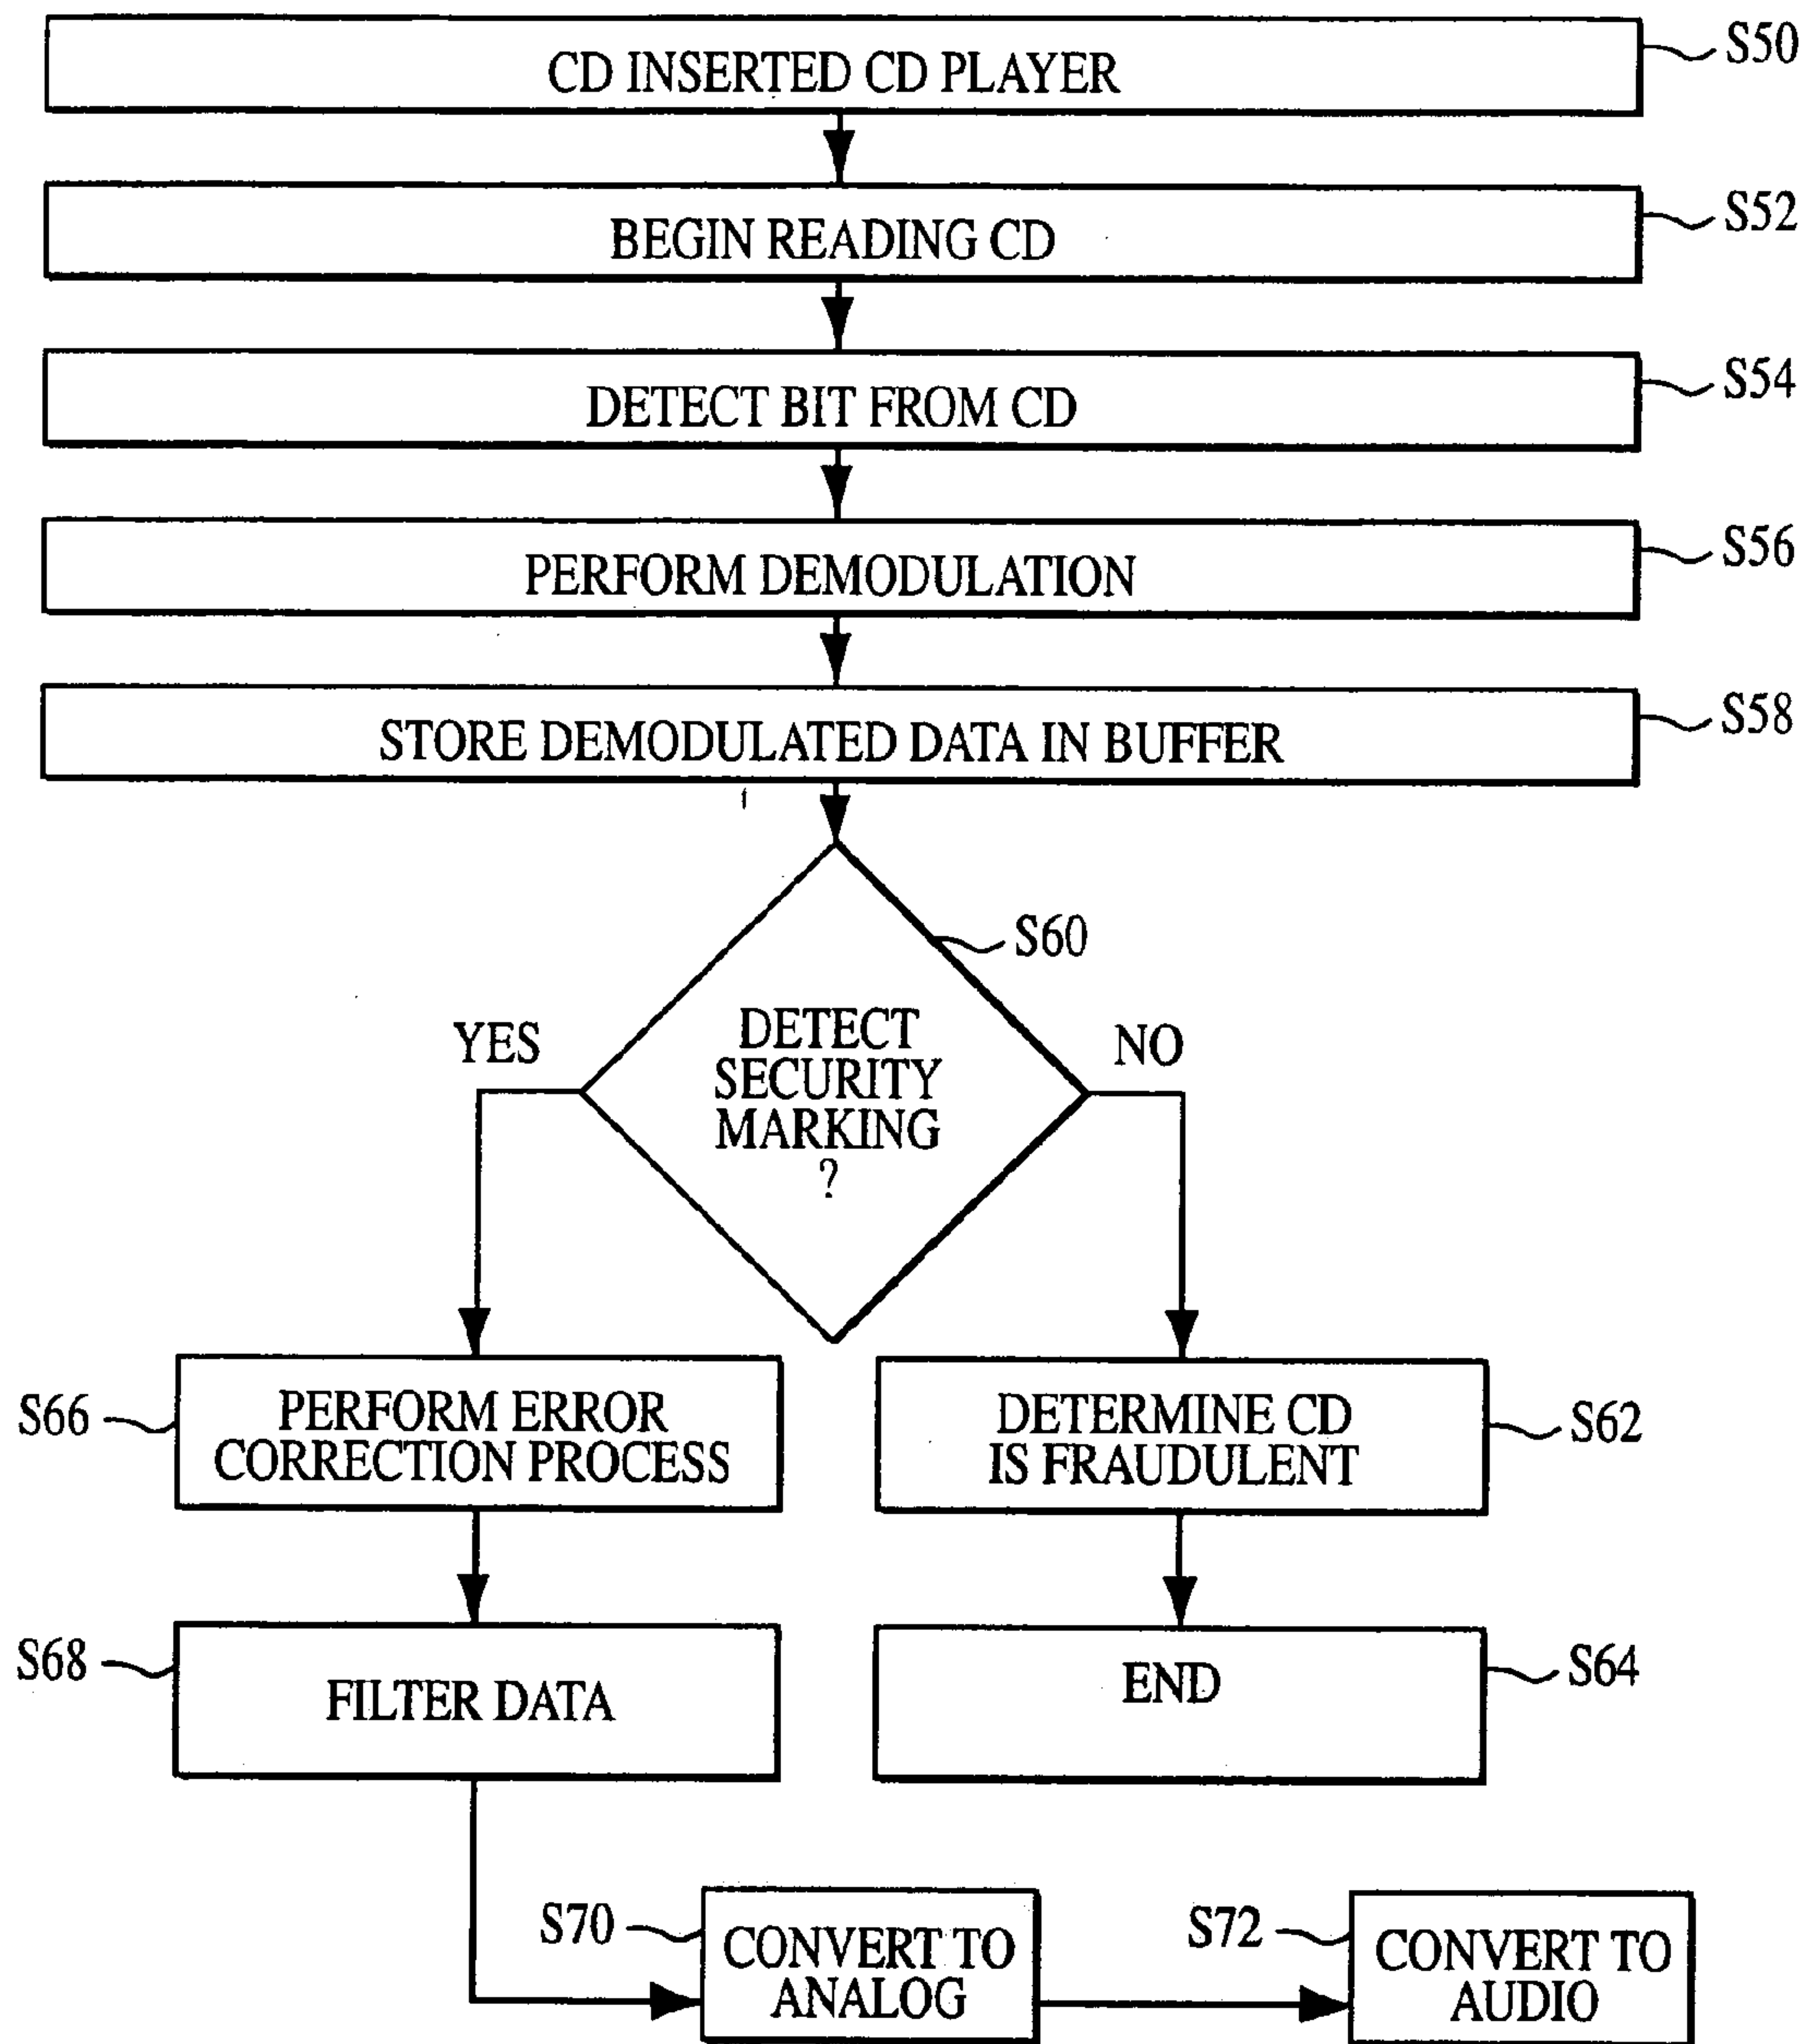 CD INSERTED CD PLAYER
S50
BEGIN READING CD
S52
DETECT BIT FROM CD
S54
PERFORM DEMODULATION
S56
STORE DEMODULATED DATA IN BUFFER
S58
S60
YES
DETECT
SECURITY
MARKING
?
NO
S66
PERFORM ERROR
CORRECTION PROCESS
DETERMINE CD
IS FRAUDULENT
S62
S68
FILTER DATA
END
S64
S70
CONVERT TO
ANALOG
S72
CONVERT TO
AUDIO